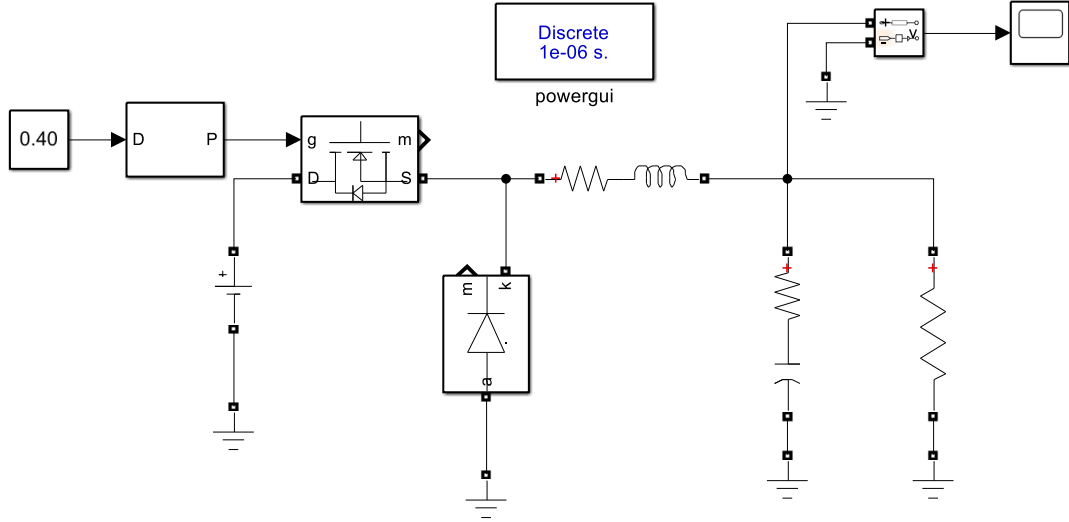 Discrete
1e-06 s.
powergui
+
-
V
0.40
D
P
g
m
D
S
+
+
m
k
a
+
+